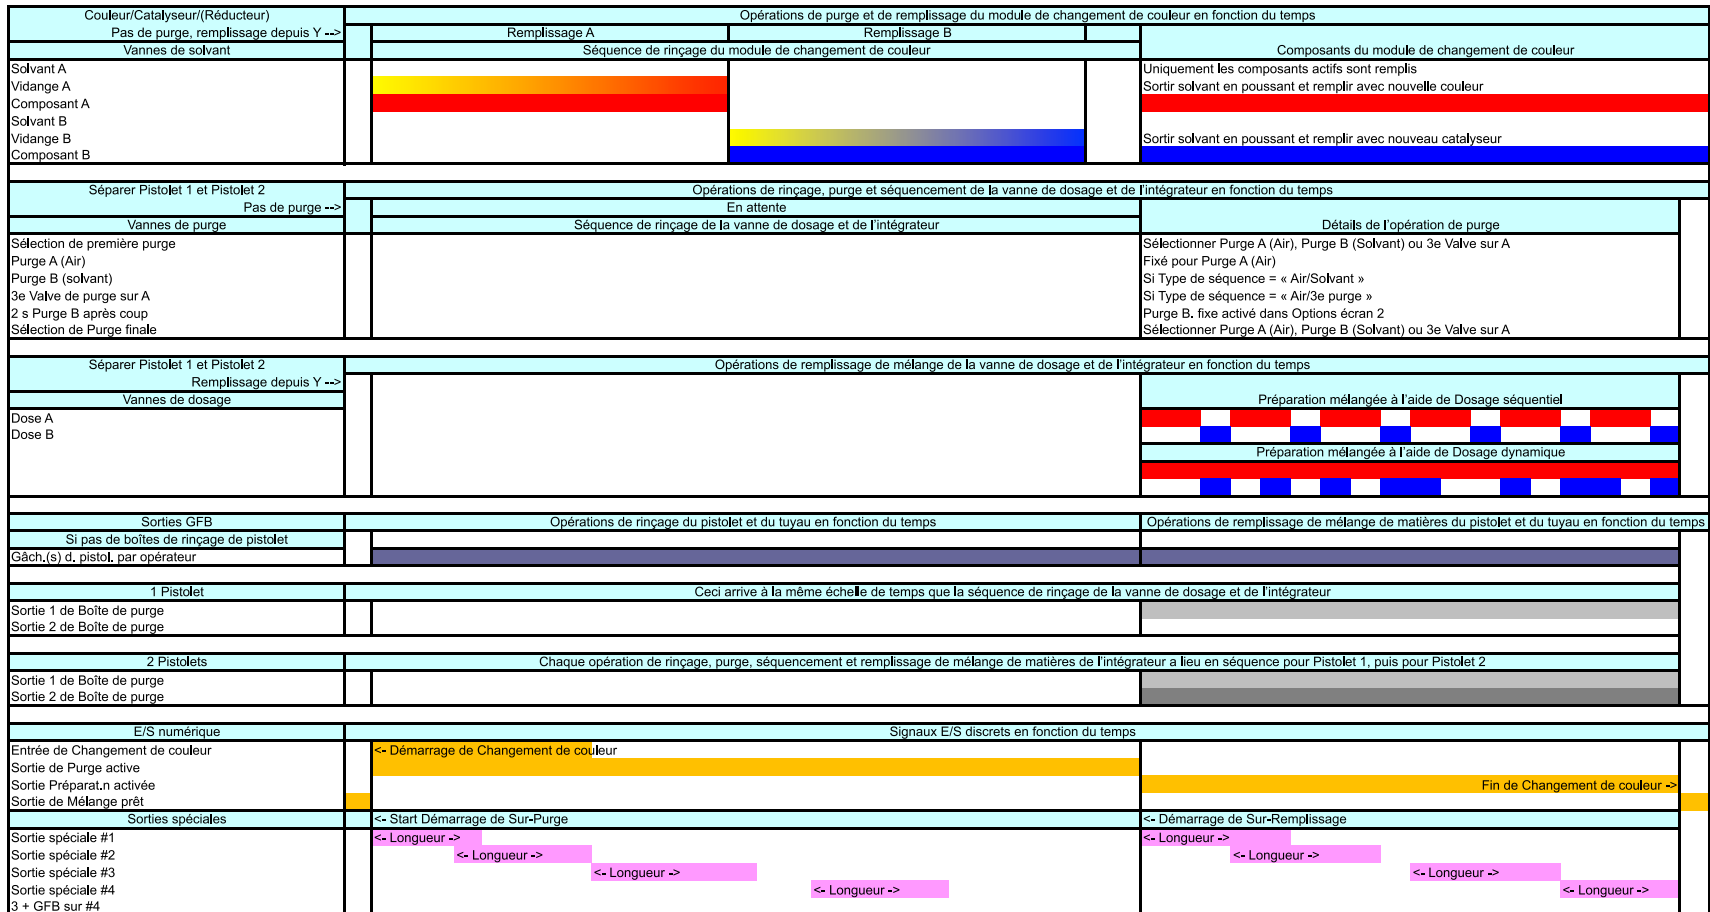 Couleur/Catalyseur/(Réducteur)
Opérations de purge et de remplissage du module de changement de couleur en fonction du temps
Pas de purge, remplissage depuis Y -->
Remplissage A
Remplissage B
Vannes de solvant
Séquence de rinçage du module de changement de couleur
Composants du module de changement de couleur
Solvant A
Uniquement les composants actifs sont remplis
Vidange A
Sortir solvant en poussant et remplir avec nouvelle couleur
Composant A
Solvant B
Vidange B
Sortir solvant en poussant et remplir avec nouveau catalyseur
Composant B
Séparer Pistolet 1 et Pistolet 2
Opérations de rinçage, purge et séquencement de la vanne de dosage et de l'intégrateur en fonction du temps
Pas de purge -->
En attente
Vannes de purge
Séquence de rinçage de la vanne de dosage et de l'intégrateur
Détails de l'opération de purge
Sélection de première purge
Sélectionner Purge A (Air), Purge B (Solvant) ou 3e Valve sur A
Purge A (Air)
Fixé pour Purge A (Air)
Purge B (solvant)
Si Type de séquence = « Air/Solvant »
3e Valve de purge sur A
Si Type de séquence = « Air/3e purge »
2 s Purge B après coup
Purge B. fixe activé dans Options écran 2
Sélection de Purge finale
Sélectionner Purge A (Air), Purge B (Solvant) ou 3e Valve sur A
Séparer Pistolet 1 et Pistolet 2
Opérations de remplissage de mélange de la vanne de dosage et de l'intégrateur en fonction du temps
Remplissage depuis Y -->
Vannes de dosage
Préparation mélangée à l'aide de Dosage séquentiel
Dose A
Dose B
Préparation mélangée à l'aide de Dosage dynamique
Sorties GFB
Opérations de rinçage du pistolet et du tuyau en fonction du temps
Opérations de remplissage de mélange de matières du pistolet et du tuyau en fonction du temps
Si pas de boîtes de rinçage de pistolet
Gâch.(s) d. pistol. par opérateur
1 Pistolet
Ceci arrive à la même échelle de temps que la séquence de rinçage de la vanne de dosage et de l'intégrateur
Sortie 1 de Boîte de purge
Sortie 2 de Boîte de purge
2 Pistolets
Chaque opération de rinçage, purge, séquencement et remplissage de mélange de matières de l'intégrateur a lieu en séquence pour Pistolet 1, puis pour Pistolet 2
Sortie 1 de Boîte de purge
Sortie 2 de Boîte de purge
E/S numérique
Signaux E/S discrets en fonction du temps
Entrée de Changement de couleur
<- Démarrage de Changement de couleur
Sortie de Purge active
Sortie Préparat.n activée
Fin de Changement de couleur ->
Sortie de Mélange prêt
Sorties spéciales
<- Start Démarrage de Sur-Purge
<- Démarrage de Sur-Remplissage
Sortie spéciale #1
<- Longueur ->
<- Longueur ->
Sortie spéciale #2
<- Longueur ->
<- Longueur ->
Sortie spéciale #3
<- Longueur ->
<- Longueur ->
Sortie spéciale #4
<- Longueur ->
<- Longueur ->
3 + GFB sur #4